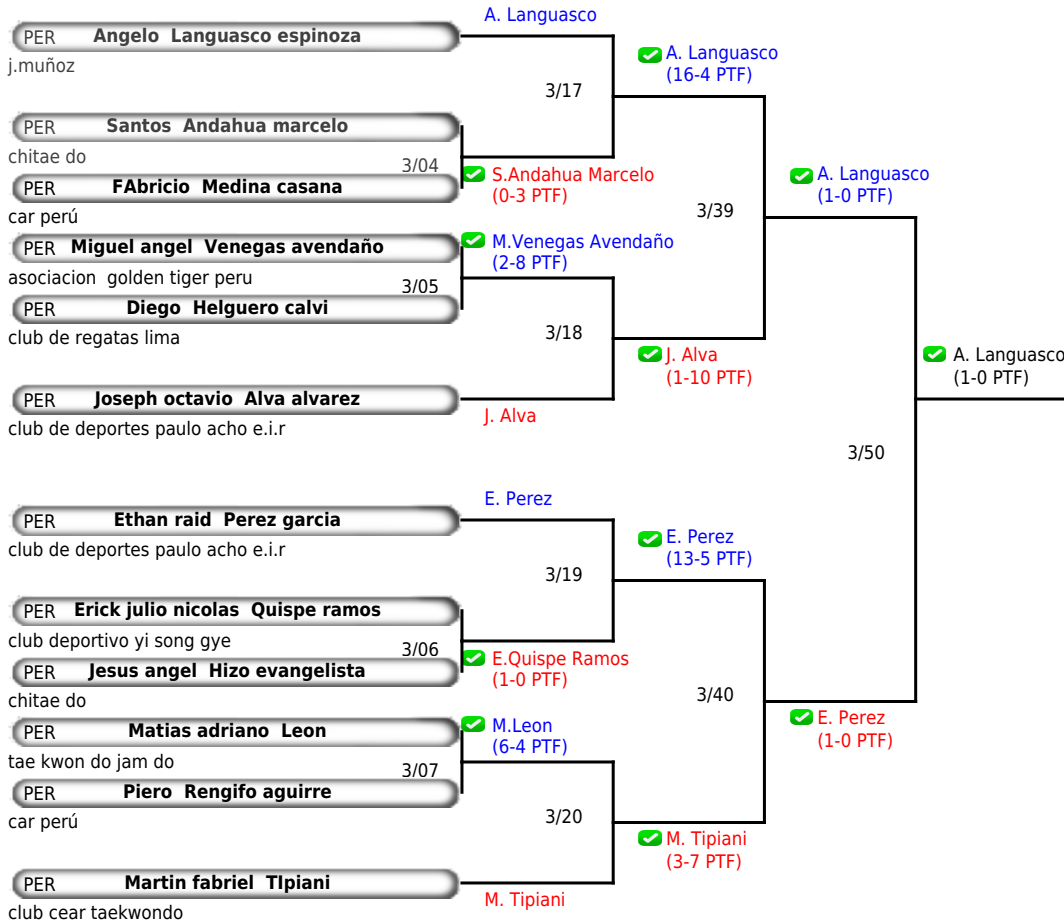 A. Languasco
PER Angelo Languasco espinoza
j.muñoz
A. Languasco
(16-4 PTF)
3/17
PER Santos Andahua marcelo
chitae do
3/04
PER FAbricio Medina casana
car perú
S.Andahua Marcelo
(0-3 PTF)
A. Languasco
(1-0 PTF)
3/39
PER Miguel angel Venegas avendaño
asociacion golden tiger peru
M.Venegas Avendaño
(2-8 PTF)
3/05
PER Diego Helguero calvi
club de regatas lima
3/18
J. Alva
(1-10 PTF)
A. Languasco
(1-0 PTF)
PER Joseph octavio Alva alvarez
club de deportes paulo acho e.i.r
J. Alva
3/50
E. Perez
PER Ethan raid Perez garcia
club de deportes paulo acho e.i.r
E. Perez
(13-5 PTF)
3/19
PER Erick julio nicolas Quispe ramos
club deportivo yi song gye
3/06
PER Jesus angel Hizo evangelista
chitae do
E.Quispe Ramos
(1-0 PTF)
3/40
PER Matias adriano Leon
tae kwon do jam do
M.Leon
(6-4 PTF)
E. Perez
(1-0 PTF)
3/07
PER Piero Rengifo aguirre
car perú
3/20
M. Tipiani
(3-7 PTF)
PER Martin fabriel TIpiani
club cear taekwondo
M. Tipiani